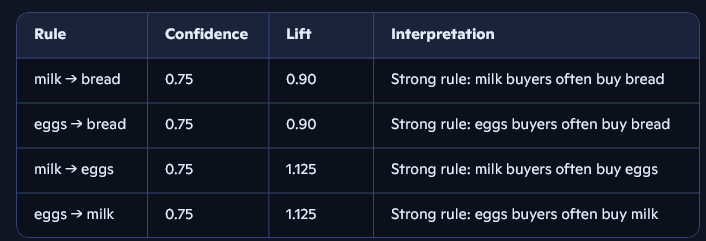 Rule Confidence Lift Interpretation
milk → bread 0.75 0.90 Strong rule: milk buyers often buy bread
eggs → bread 0.75 0.90 Strong rule: eggs buyers often buy bread
milk → eggs 0.75 1.125 Strong rule: milk buyers often buy eggs
eggs → milk 0.75 1.125 Strong rule: eggs buyers often buy milk